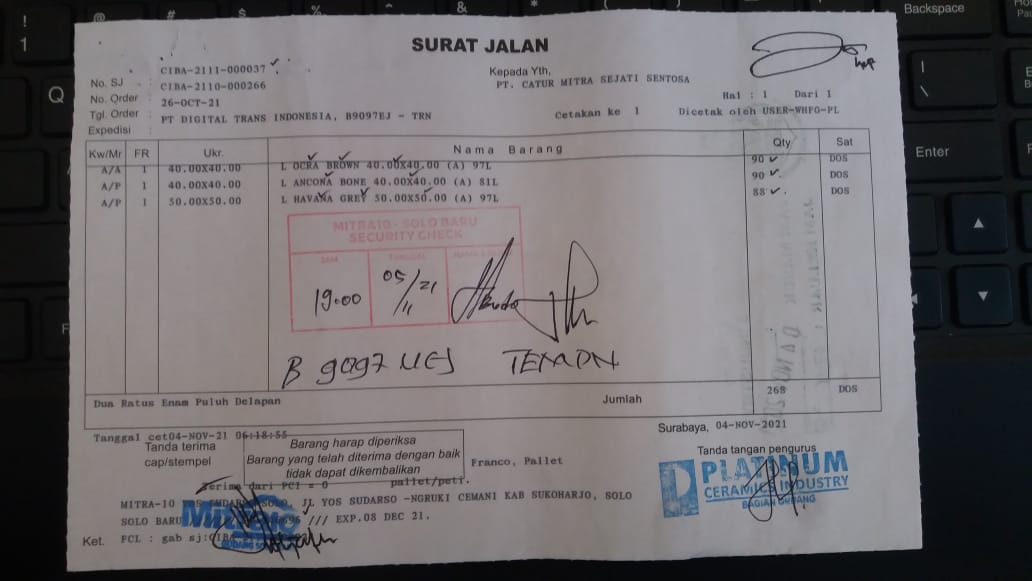 SURAT JALAN
No. SJ : CIBA-2111-000037
No. Order : CIBA-2110-000266
Tgl. Order : 26-OCT-21
Expedisi : PT DIGITAL TRANS INDONESIA, B9097EJ - TRN
Kepada Yth,
PT. CATUR MITRA SEJATI SENTOSA
Hal : 1 Dari 1
Cetakan ke 1 Dicetak oleh USER-WHFG-PL
Kw/Mr FR Ukr. Nama Barang Qty Sat
A/A 1 40.00X40.00 L OCRA BROWN 40.00X40.00 (A) 97L 90 DOS
A/P 1 40.00X40.00 L ANCONA BONE 40.00X40.00 (A) 81L 90 DOS
A/P 1 50.00X50.00 L HAVANA GREY 50.00X50.00 (A) 97L 88 DOS
MITRA10 - SOLO BARU
SECURITY CHECK
JAM TANGGAL
19.00 05/11/21
B 9097 UEJ
Dua Ratus Enam Puluh Delapan Jumlah 268 DOS
Tanggal cet04-NOV-21 06:18:55
Surabaya, 04-NOV-2021
Tanda terima
cap/stempel
Barang harap diperiksa
Barang yang telah diterima dengan baik
tidak dapat dikembalikan
Franco, Pallet
Tanda tangan pengurus
PLATINUM
CERAMICS INDUSTRY
BAGIAN GUDANG
Terima dari PCI = 0 pallet/peti.
MITRA-10 JL YOS SUDARSO -NGRUKI CEMANI KAB SUKOHARJO, SOLO
SOLO BARU /// EXP.08 DEC 21.
Mitra10
Ket. FCL : gab sj:CIBA-